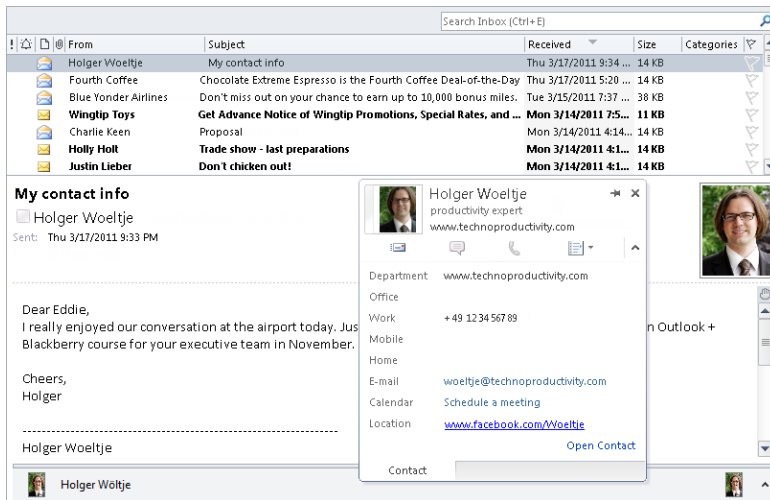 Search Inbox (Ctrl+E)
! From Subject Received Size Categories
Holger Woeltje My contact info Thu 3/17/2011 9:34 ... 14 KB
Fourth Coffee Chocolate Extreme Espresso is the Fourth Coffee Deal-of-the-Day Thu 3/17/2011 5:20 ... 14 KB
Blue Yonder Airlines Don't miss out on your chance to earn up to 10,000 bonus miles. Tue 3/15/2011 7:37 ... 38 KB
Wingtip Toys Get Advance Notice of Wingtip Promotions, Special Rates, and ... Mon 3/14/2011 7:5... 11 KB
Charlie Keen Proposal Mon 3/14/2011 4:14... 14 KB
Holly Holt Trade show - last preparations Mon 3/14/2011 4:1... 14 KB
Justin Lieber Don't chicken out! Mon 3/14/2011 4:1... 14 KB
My contact info
Holger Woeltje
Sent: Thu 3/17/2011 9:33 PM
Dear Eddie,
I really enjoyed our conversation at the airport today. Jus n Outlook +
Blackberry course for your executive team in November.
Cheers,
Holger
-----------------------------------------------------------
Holger Woeltje
Holger Woeltje
productivity expert
www.technoproductivity.com
Department www.technoproductivity.com
Office
Work +49 123456789
Mobile
Home
E-mail woeltje@technoproductivity.com
Calendar Schedule a meeting
Location www.facebook.com/Woeltje
Open Contact
Contact
Holger Wöltje